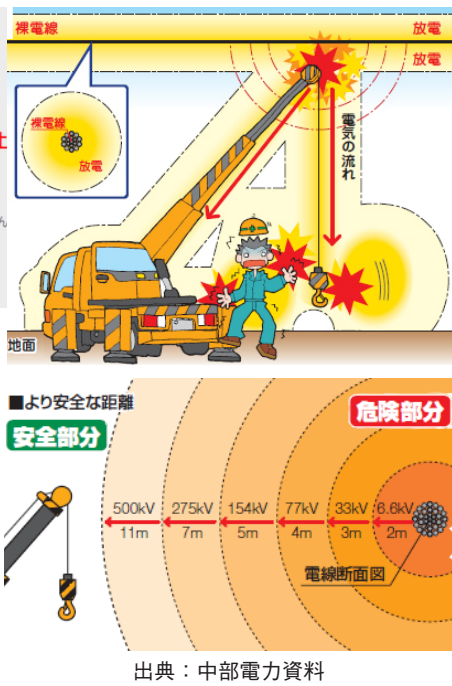 裸電線
放電
放電
裸電線
放電
電気の流れ
ん
地面
■より安全な距離
安全部分
危険部分
500kV 275kV 154kV 77kV 33kV 6.6kV
11m 7m 5m 4m 3m 2m
電線断面図
出典：中部電力資料